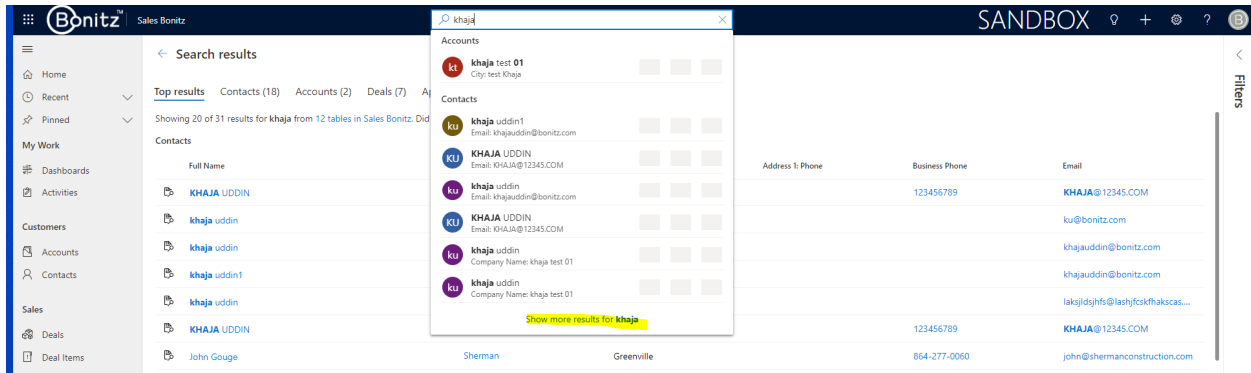 Bonitz™ Sales Bonitz
khaja
SANDBOX
B
Search results
Top results Contacts (18) Accounts (2) Deals (7)
Showing 20 of 31 results for khaja from 12 tables in Sales Bonitz. Did
Contacts
Full Name
Address 1: Phone
Business Phone
Email
KHAJA UDDIN
123456789
KHAJA@12345.COM
khaja uddin
ku@bonitz.com
khaja uddin
khajauddin@bonitz.com
khaja uddin1
khajauddin@bonitz.com
khaja uddin
laksjldsjhfs@lashjfcskfhakscas....
KHAJA UDDIN
123456789
KHAJA@12345.COM
John Gouge
Sherman
Greenville
864-277-0060
john@shermanconstruction.com
Home
Recent
Pinned
My Work
Dashboards
Activities
Customers
Accounts
Contacts
Sales
Deals
Deal Items
Accounts
kt
khaja test 01
City: test Khaja
Contacts
ku
khaja uddin1
Email: khajauddin@bonitz.com
KU
KHAJA UDDIN
Email: KHAJA@12345.COM
ku
khaja uddin
Email: khajauddin@bonitz.com
KU
KHAJA UDDIN
Email: KHAJA@12345.COM
ku
khaja uddin
Company Name: khaja test 01
ku
khaja uddin
Company Name: khaja test 01
Show more results for khaja
Filters